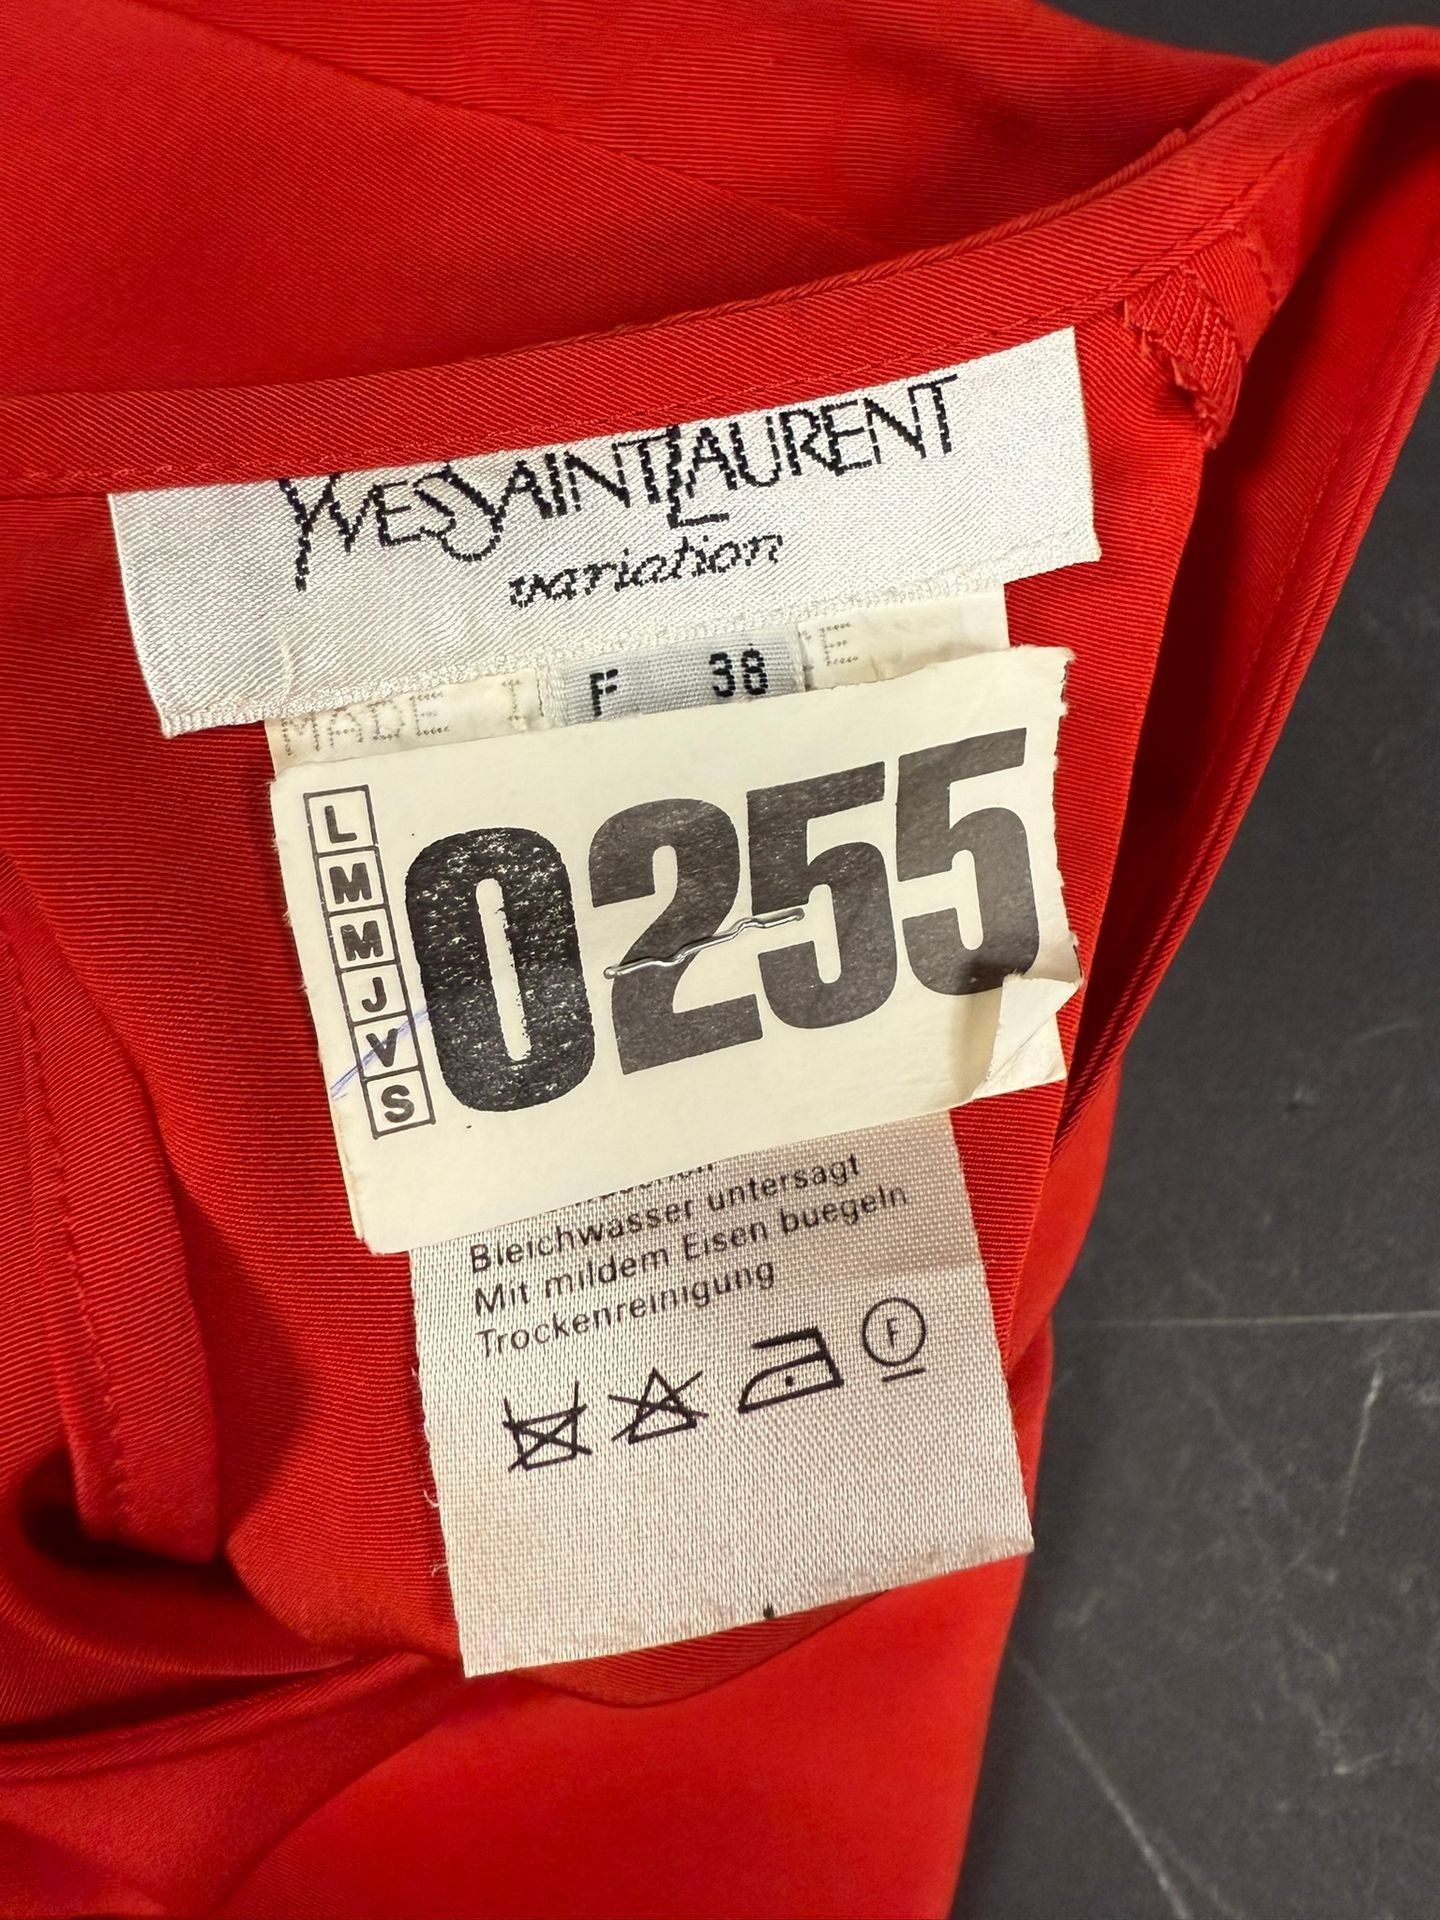 YVES SAINT LAURENT
variation
MADE I F 38 E
0255
L
M
M
J
V
S
Bleichwasser untersagt
Mit mildem Eisen buegeln
Trockenreinigung
F